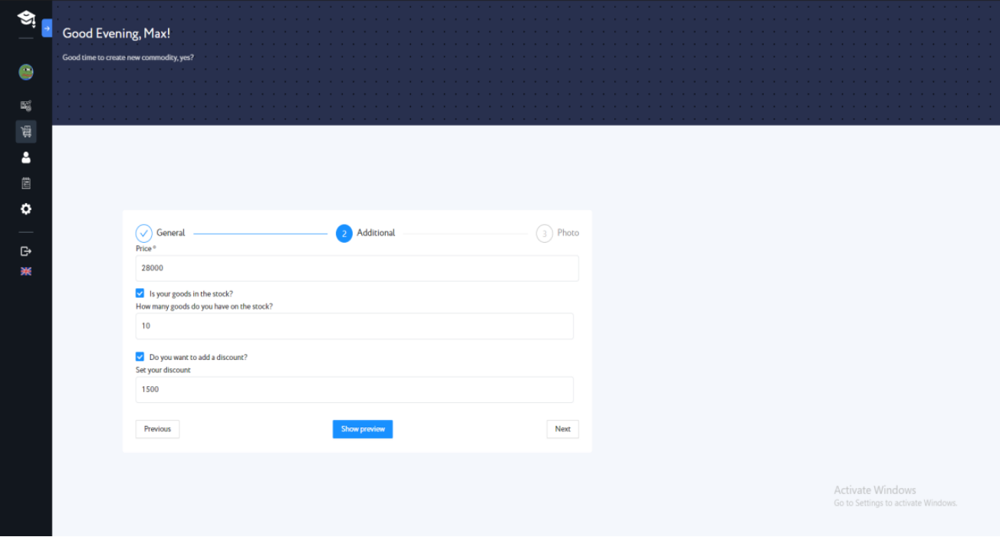 Good Evening, Max!
Good time to create new commodity, yes?
General
2 Additional
3 Photo
Price *
28000
Is your goods in the stock?
How many goods do you have on the stock?
10
Do you want to add a discount?
Set your discount
1500
Previous
Show preview
Next
Activate Windows
Go to Settings to activate Windows.